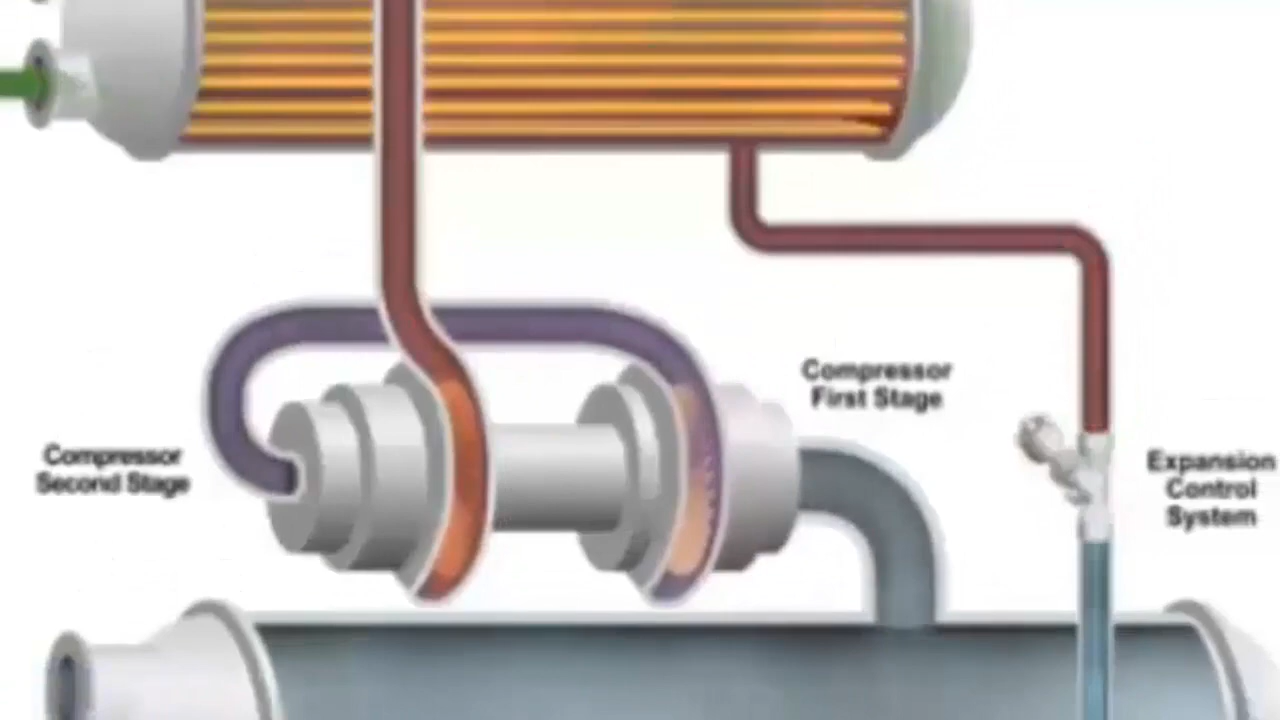 Compressor
First Stage
Compressor
Second Stage
Expansion
Control
System